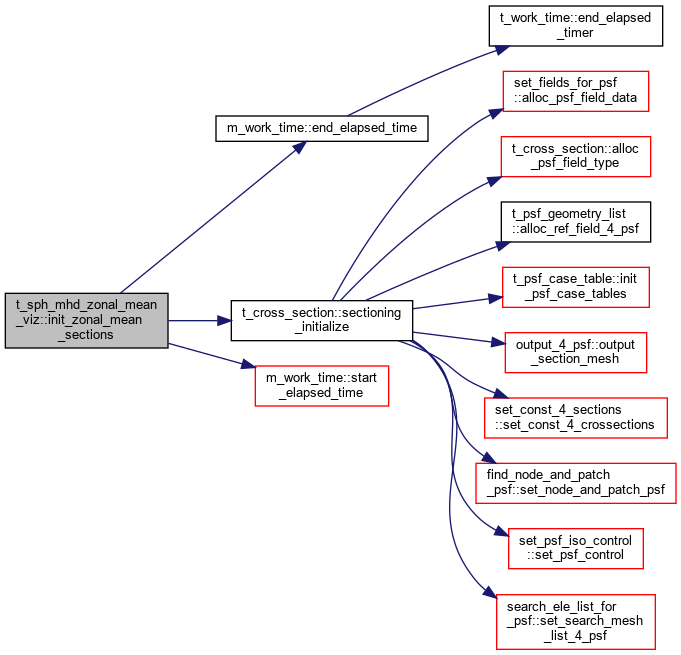 t_work_time::end_elapsed
_timer
set_fields_for_psf
::alloc_psf_field_data
m_work_time::end_elapsed_time
t_cross_section::alloc
_psf_field_type
t_psf_geometry_list
::alloc_ref_field_4_psf
t_psf_case_table::init
_psf_case_tables
t_sph_mhd_zonal_mean
_viz::init_zonal_mean
_sections
t_cross_section::sectioning
_initialize
output_4_psf::output
_section_mesh
m_work_time::start
_elapsed_time
set_const_4_sections
::set_const_4_crossections
find_node_and_patch
_psf::set_node_and_patch_psf
set_psf_iso_control
::set_psf_control
search_ele_list_for
_psf::set_search_mesh
_list_4_psf